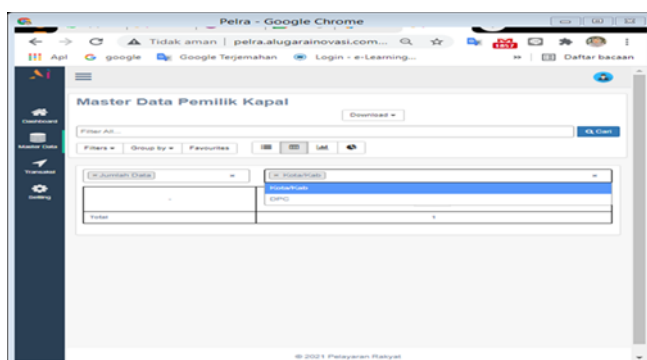 Pelra - Google Chrome
Tidak aman | pelra.alugarainovasi.com...
Apl google Google Terjemahan Login - e-Learning... » Daftar bacaan
Master Data Pemilik Kapal
Download
Dashboard
Filter All... Cari
Master Data
Filters Group by Favourites
Transaksi
× Jumlah Data × Kota/Kab
Setting
Kota/Kab
DPC
Total 1
© 2021 Pelayaran Rakyat